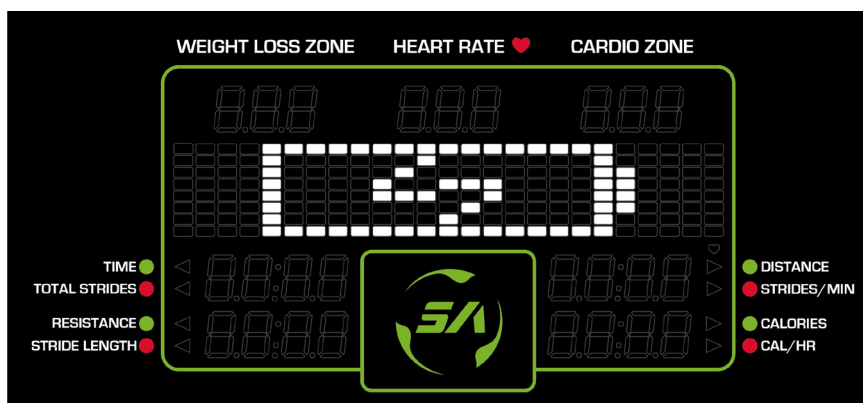 WEIGHT LOSS ZONE HEART RATE CARDIO ZONE
TIME DISTANCE
TOTAL STRIDES STRIDES/MIN
SA
RESISTANCE CALORIES
STRIDE LENGTH CAL/HR